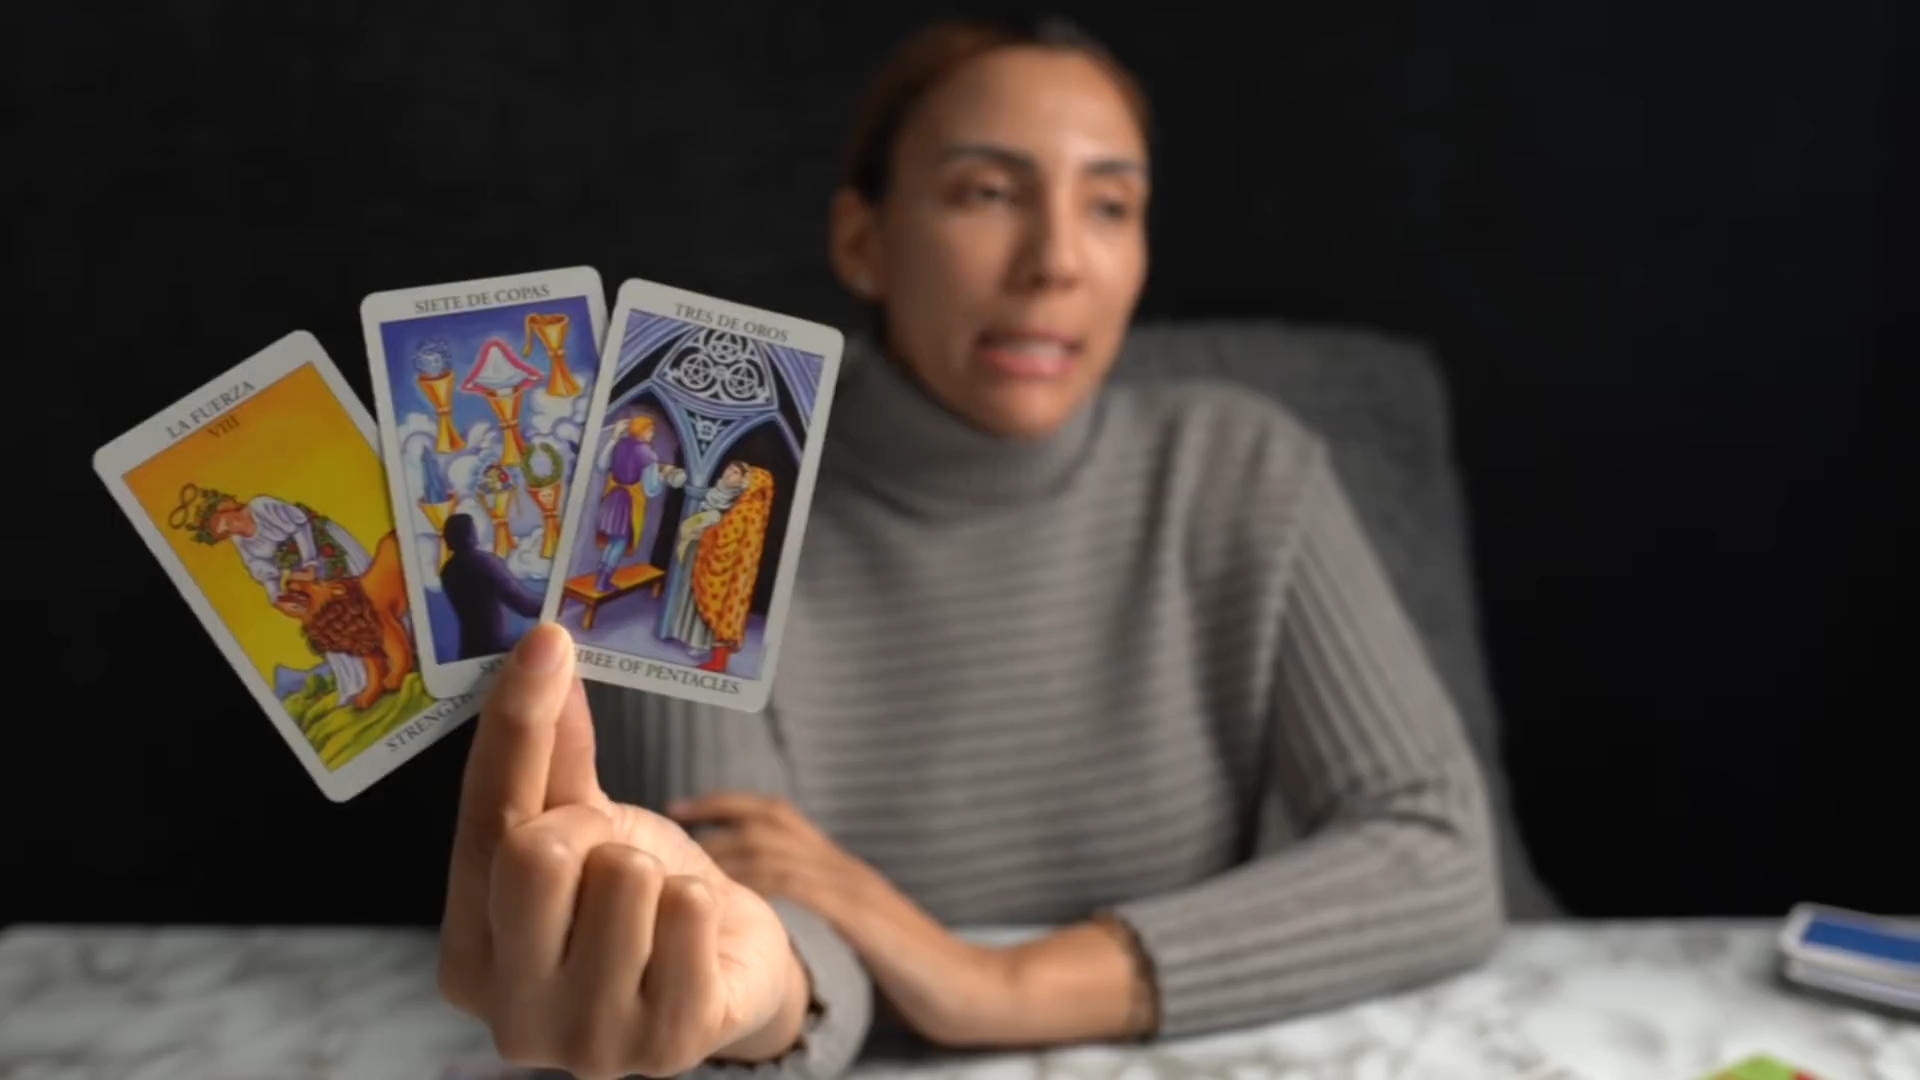 LA FUERZA
VIII
STRENGTH
SIETE DE COPAS
TRES DE OROS
THREE OF PENTACLES